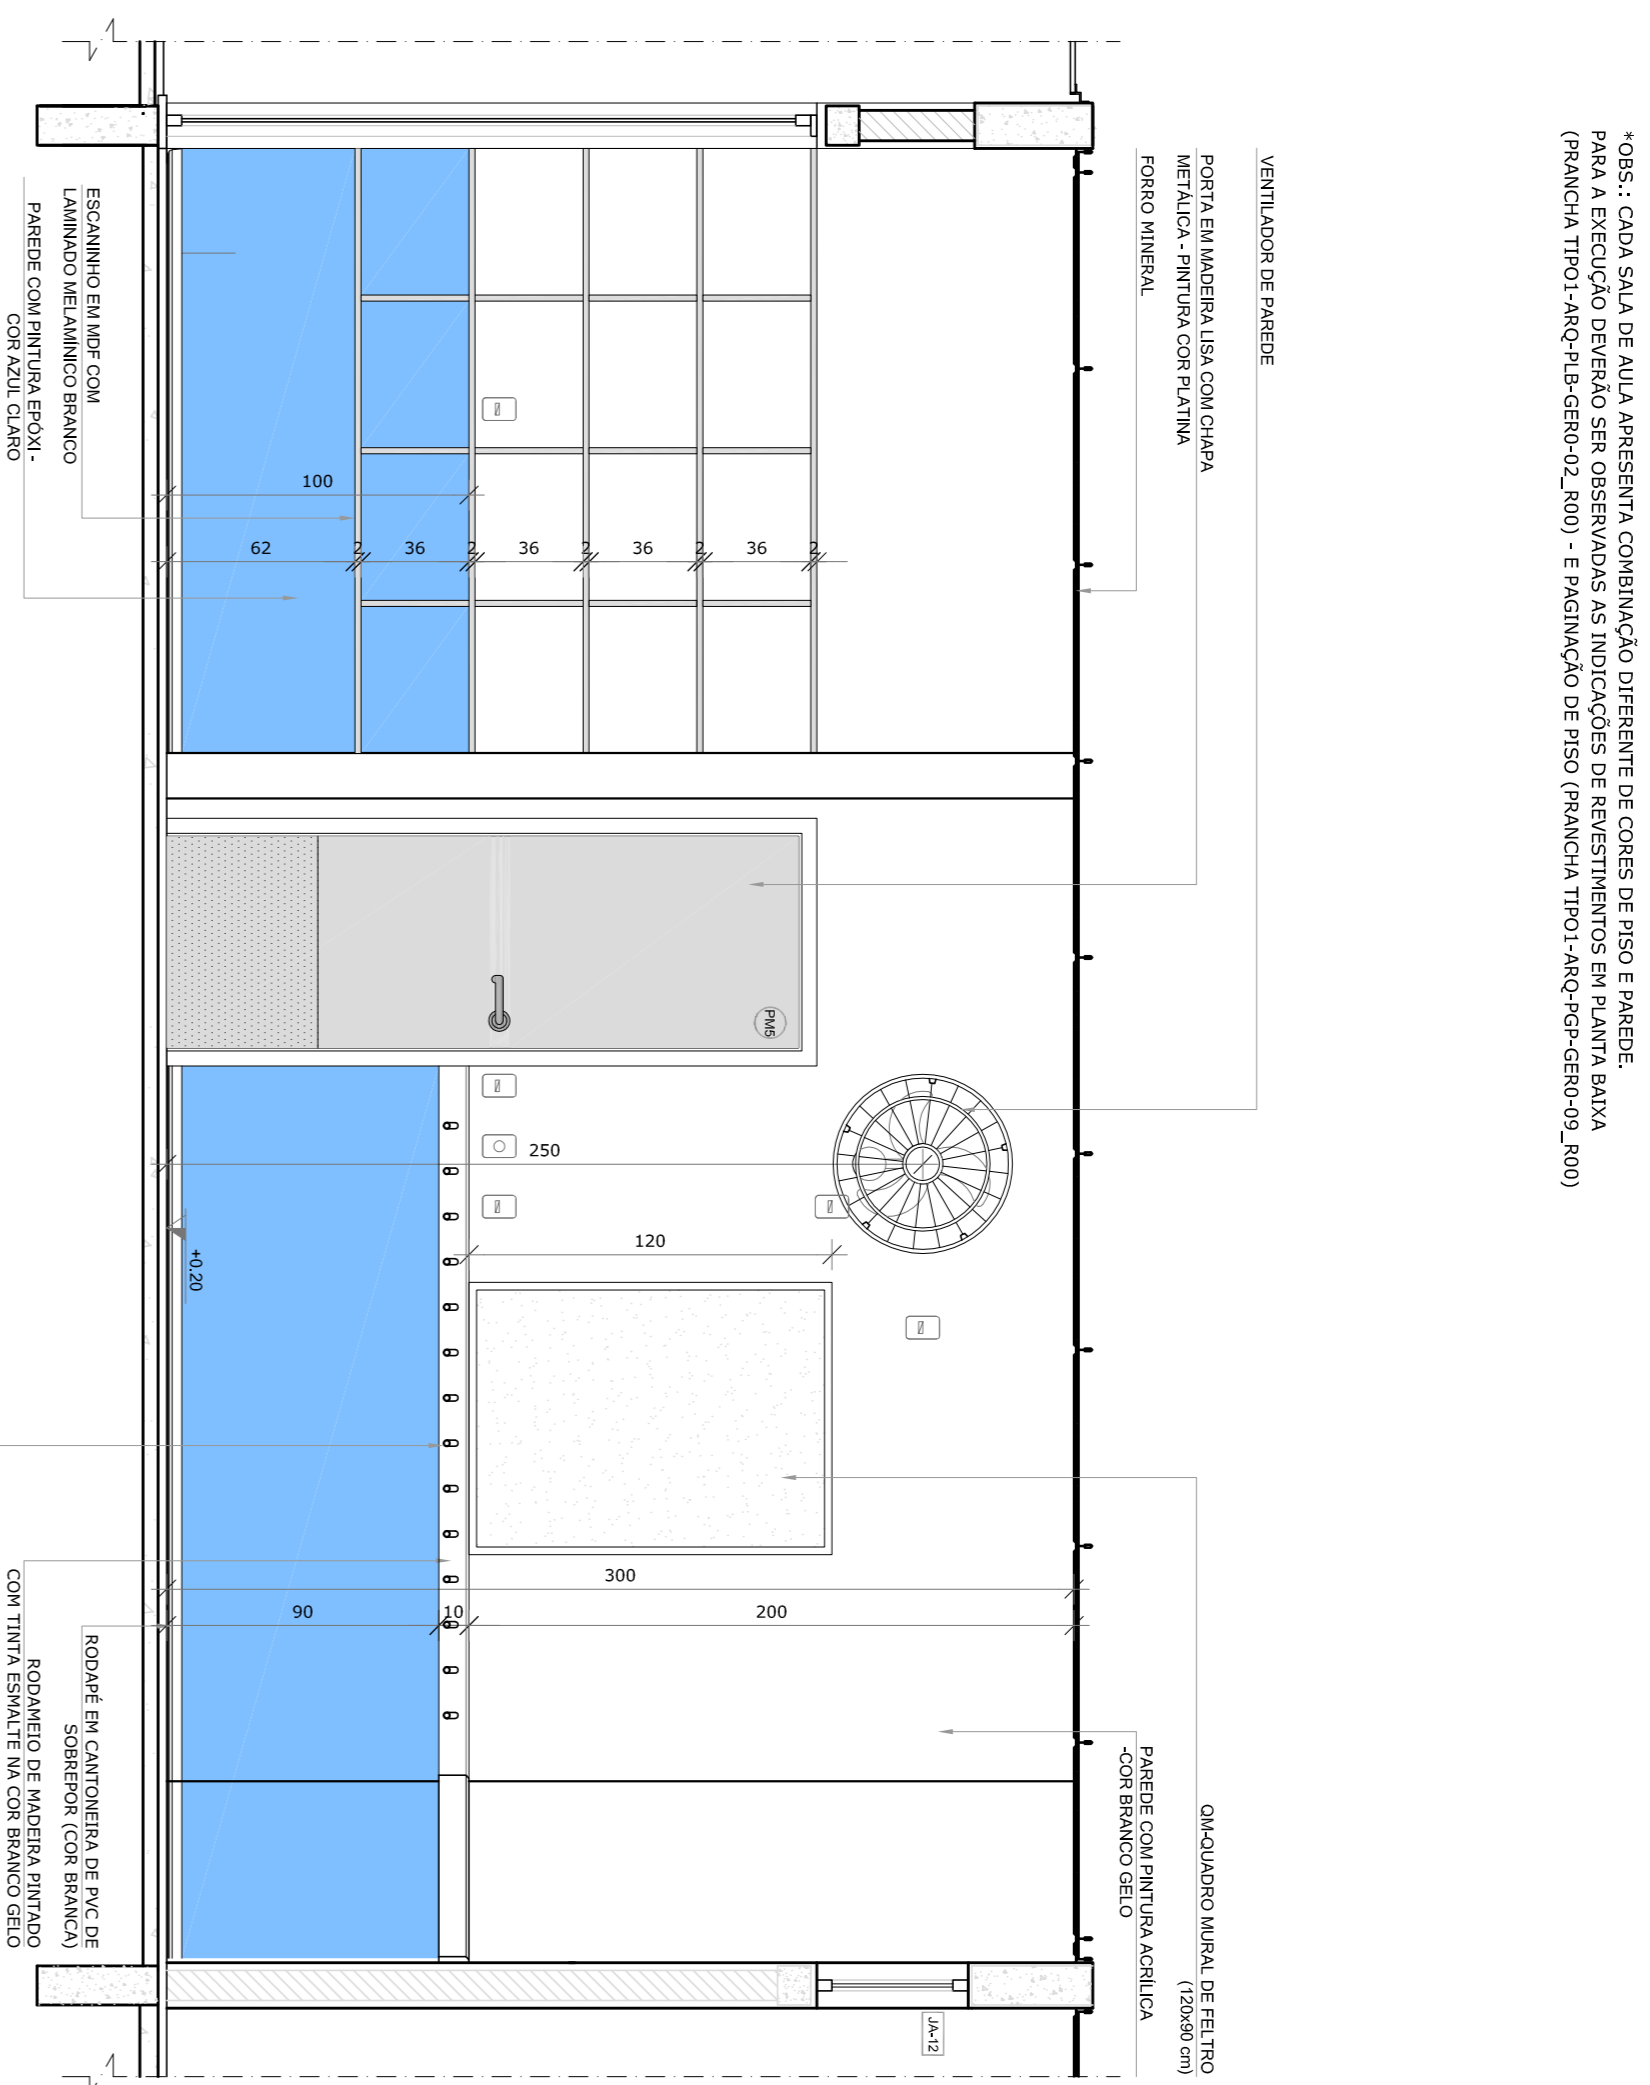 *OBS.: CADA SALA DE AULA APRESENTA COMBINAÇÃO DIFERENTE DE CORES DE PISO E PAREDE.
PARA A EXECUÇÃO DEVERÃO SER OBSERVADAS AS INDICAÇÕES DE REVESTIMENTOS EM PLANTA BAIXA
(PRANCHA TIPO1-ARQ-PLB-GER0-02_R00) - E PAGINAÇÃO DE PISO (PRANCHA TIPO1-ARQ-PGP-GER0-09_R00)
VENTILADOR DE PAREDE
PORTA EM MADEIRA LISA COM CHAPA
METÁLICA - PINTURA COR PLATINA
FORRO MINERAL
QM-QUADRO MURAL DE FELTRO
(120x90 cm)
PAREDE COM PINTURA ACRÍLICA
-COR BRANCO GELO
JA-12
PM5
250
120
300
200
10
90
100
2
36
2
36
2
36
2
36
2
62
+0.20
ESCANINHO EM MDF COM
LAMINADO MELAMÍNICO BRANCO
PAREDE COM PINTURA EPÓXI -
COR AZUL CLARO
RODAPÉ EM CANTONEIRA DE PVC DE
SOBREPOR (COR BRANCA)
RODAMEIO DE MADEIRA PINTADO
COM TINTA ESMALTE NA COR BRANCO GELO